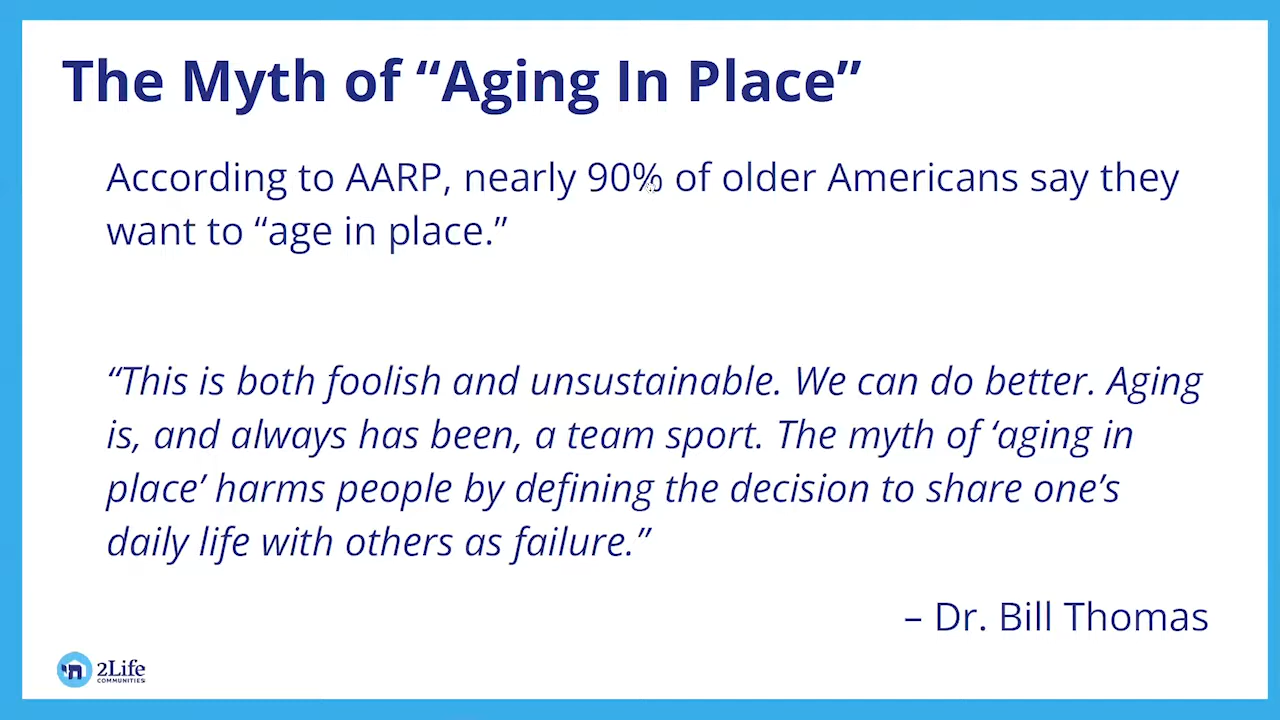 The Myth of “Aging In Place”
According to AARP, nearly 90% of older Americans say they
want to “age in place.”
“This is both foolish and unsustainable. We can do better. Aging
is, and always has been, a team sport. The myth of ‘aging in
place’ harms people by defining the decision to share one’s
daily life with others as failure.”
– Dr. Bill Thomas
חי 2Life
COMMUNITIES